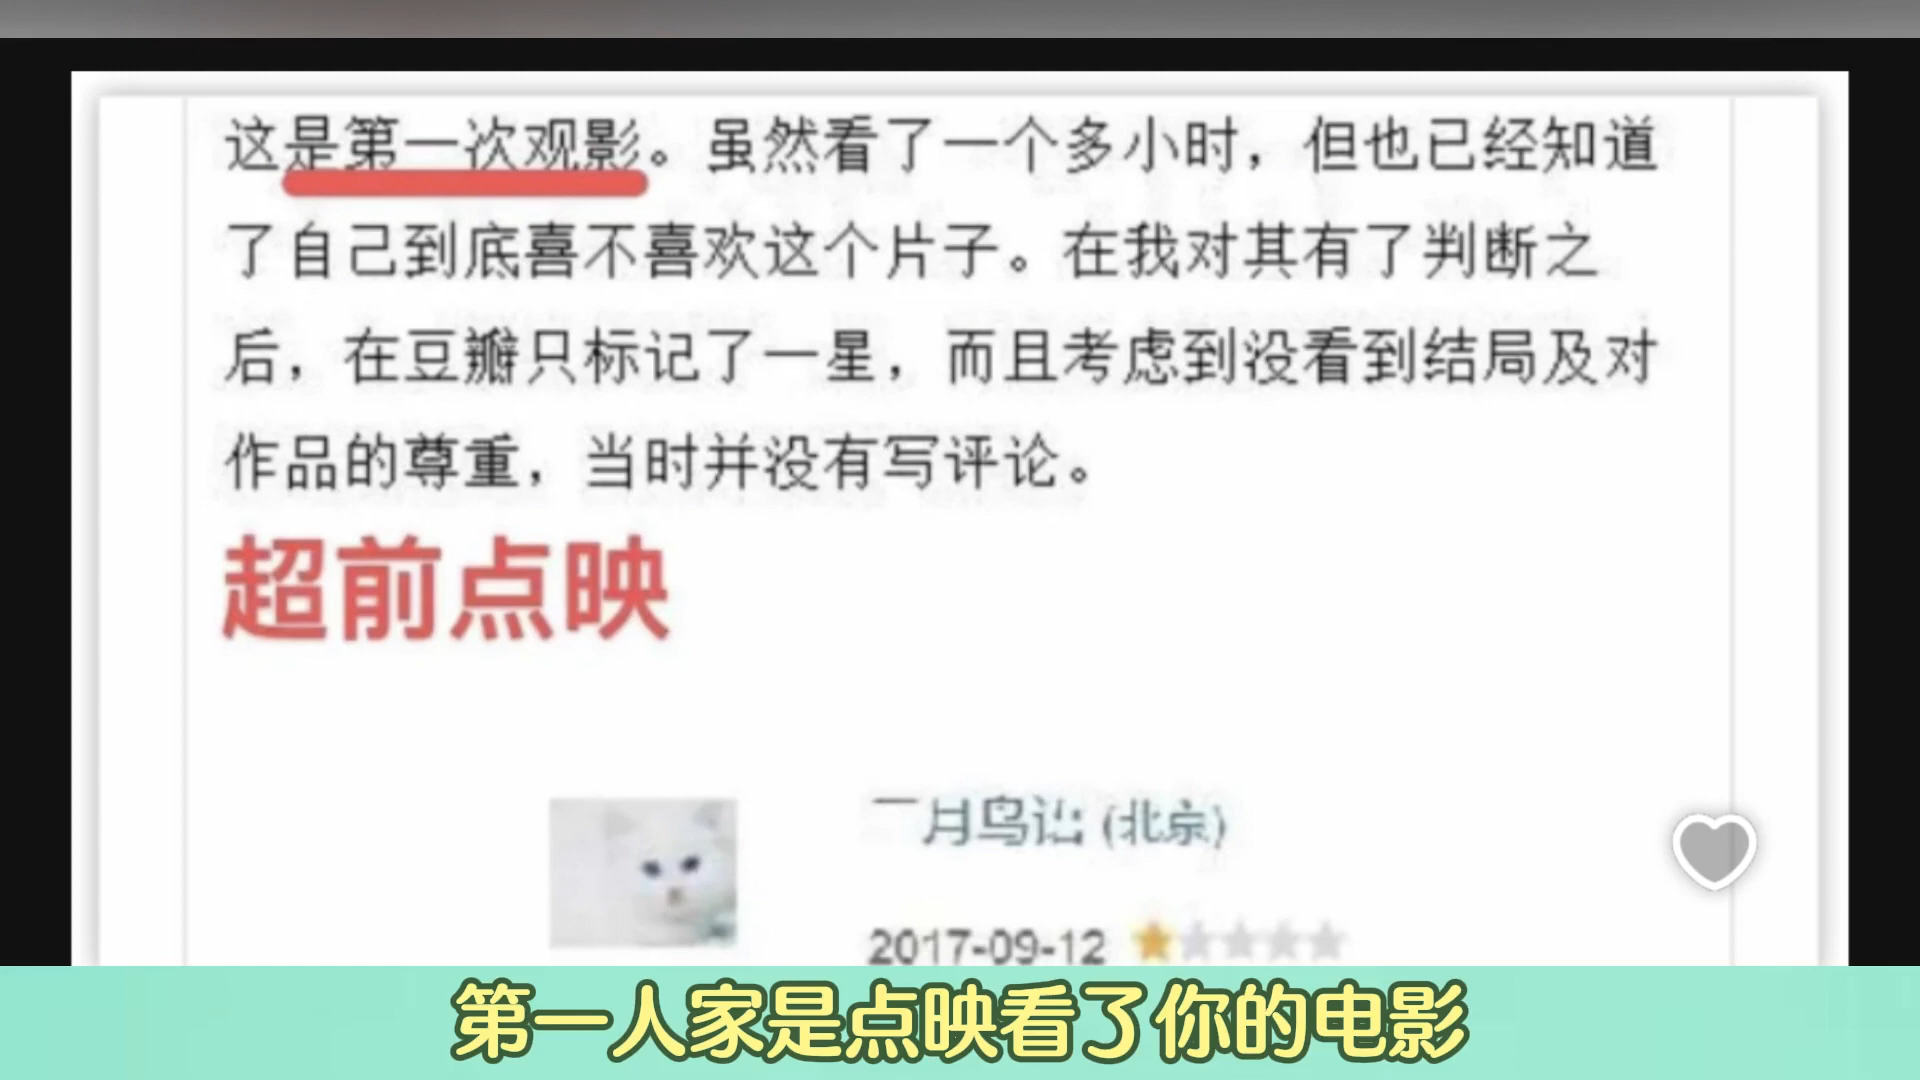 这是第一次观影。虽然看了一个多小时，但也已经知道
了自己到底喜不喜欢这个片子。在我对其有了判断之
后，在豆瓣只标记了一星，而且考虑到没看到结局及对
作品的尊重，当时并没有写评论。
超前点映
(北京)
2017-09-12
第一人家是点映看了你的电影